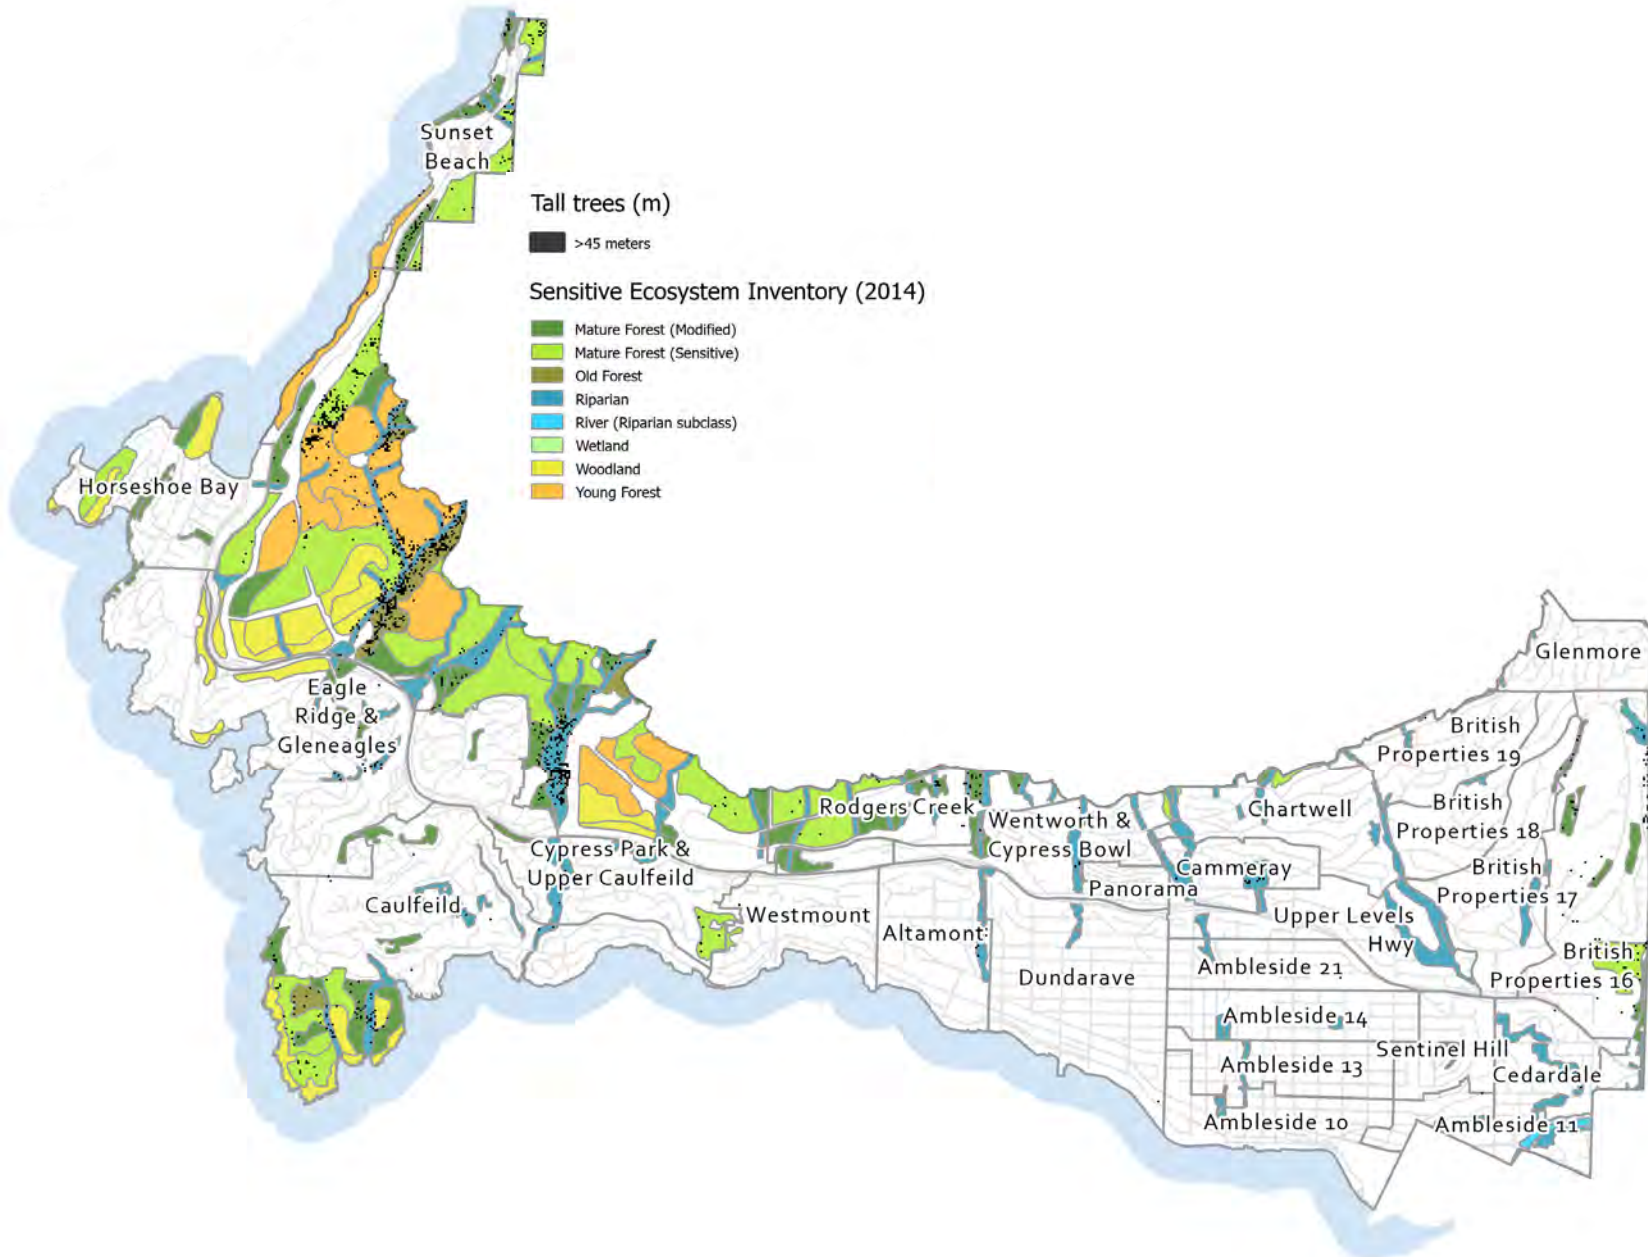 Sunset
Beach
Tall trees (m)
>45 meters
Sensitive Ecosystem Inventory (2014)
Mature Forest (Modified)
Mature Forest (Sensitive)
Old Forest
Riparian
River (Riparian subclass)
Wetland
Woodland
Young Forest
Horseshoe Bay
Eagle
Ridge &
Gleneagles
Glenmore
British
Properties 19
Rodgers Creek
Wentworth &
Cypress Bowl
Chartwell
British
Properties 18
Cypress Park &
Upper Caulfeild
Cammeray
Panorama
British
Properties 17
Caulfeild
Westmount
Altamont
Upper Levels
Hwy
Dundarave
Ambleside 21
British
Properties 16
Ambleside 14
Sentinel Hill
Ambleside 13
Cedardale
Ambleside 10
Ambleside 11